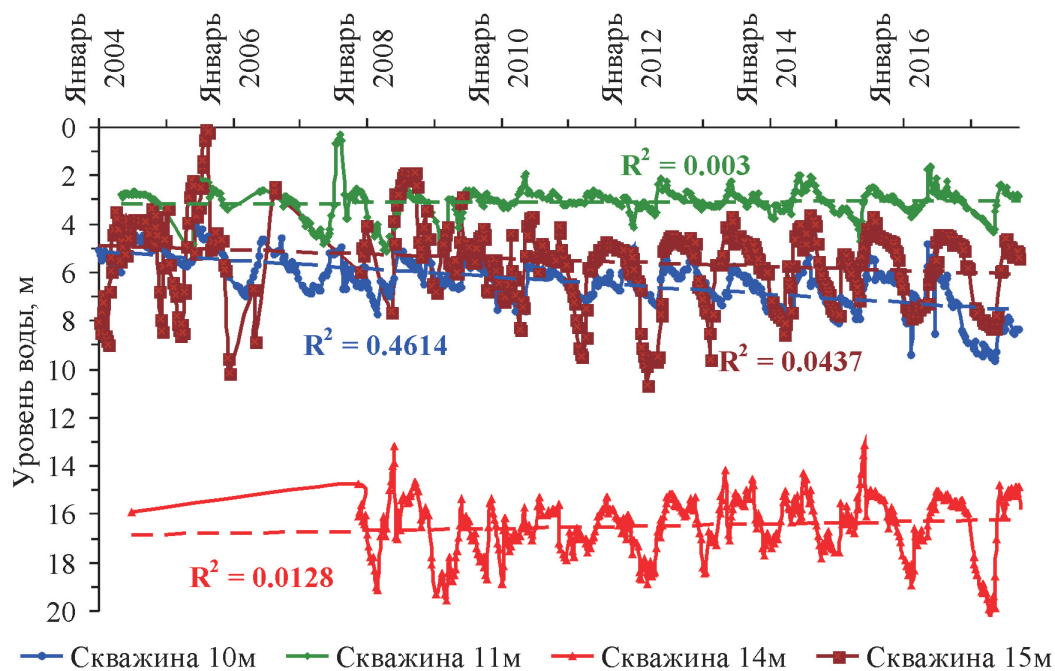 Январь 2004
Январь 2006
Январь 2008
Январь 2010
Январь 2012
Январь 2014
Январь 2016
Уровень воды, м
0
2
4
6
8
10
12
14
16
18
20
R² = 0.003
R² = 0.4614
R² = 0.0437
R² = 0.0128
Скважина 10м
Скважина 11м
Скважина 14м
Скважина 15м